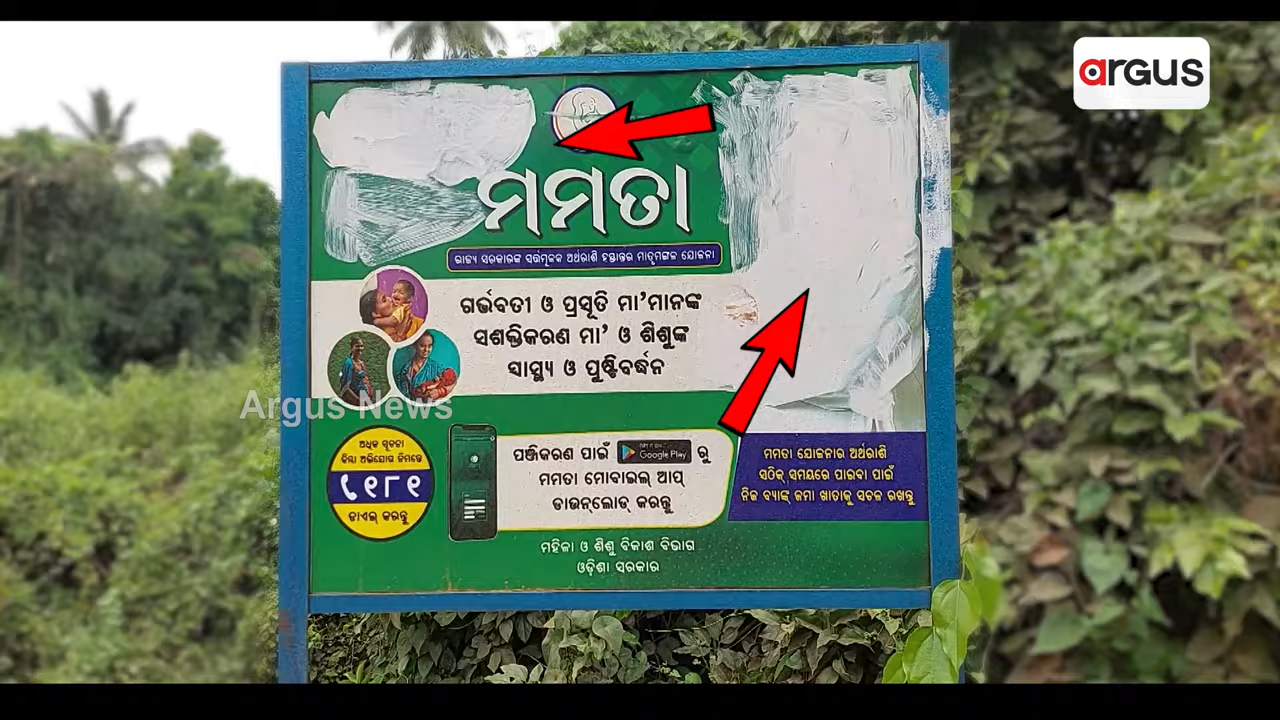 argus
ମମତା
ରାଜ୍ୟ ସରକାରଙ୍କ ସର୍ତ୍ତମୂଳକ ଅର୍ଥରାଶି ହସ୍ତାନ୍ତର ମାତୃମଙ୍ଗଳ ଯୋଜନା
ଗର୍ଭବତୀ ଓ ପ୍ରସୂତି ମା'ମାନଙ୍କ
ସଶକ୍ତିକରଣ ମା' ଓ ଶିଶୁଙ୍କ
ସ୍ୱାସ୍ଥ୍ୟ ଓ ପୁଷ୍ଟିବର୍ଦ୍ଧନ
Argus News
ଅଧିକ ସୂଚନା
କିମ୍ବା ଅଭିଯୋଗ ନିମନ୍ତେ
୧୮୧
ଡାଏଲ୍ କରନ୍ତୁ
ପଞ୍ଜିକରଣ ପାଇଁ Google Play ରୁ
ମମତା ମୋବାଇଲ୍ ଆପ୍
ଡାଉନ୍‌ଲୋଡ୍ କରନ୍ତୁ
ମମତା ଯୋଜନାର ଅର୍ଥରାଶି
ସଠିକ୍ ସମୟରେ ପାଇବା ପାଇଁ
ନିଜ ବ୍ୟାଙ୍କ୍ ଜମା ଖାତାକୁ ସଚଳ ରଖନ୍ତୁ
ମହିଳା ଓ ଶିଶୁ ବିକାଶ ବିଭାଗ
ଓଡ଼ିଶା ସରକାର